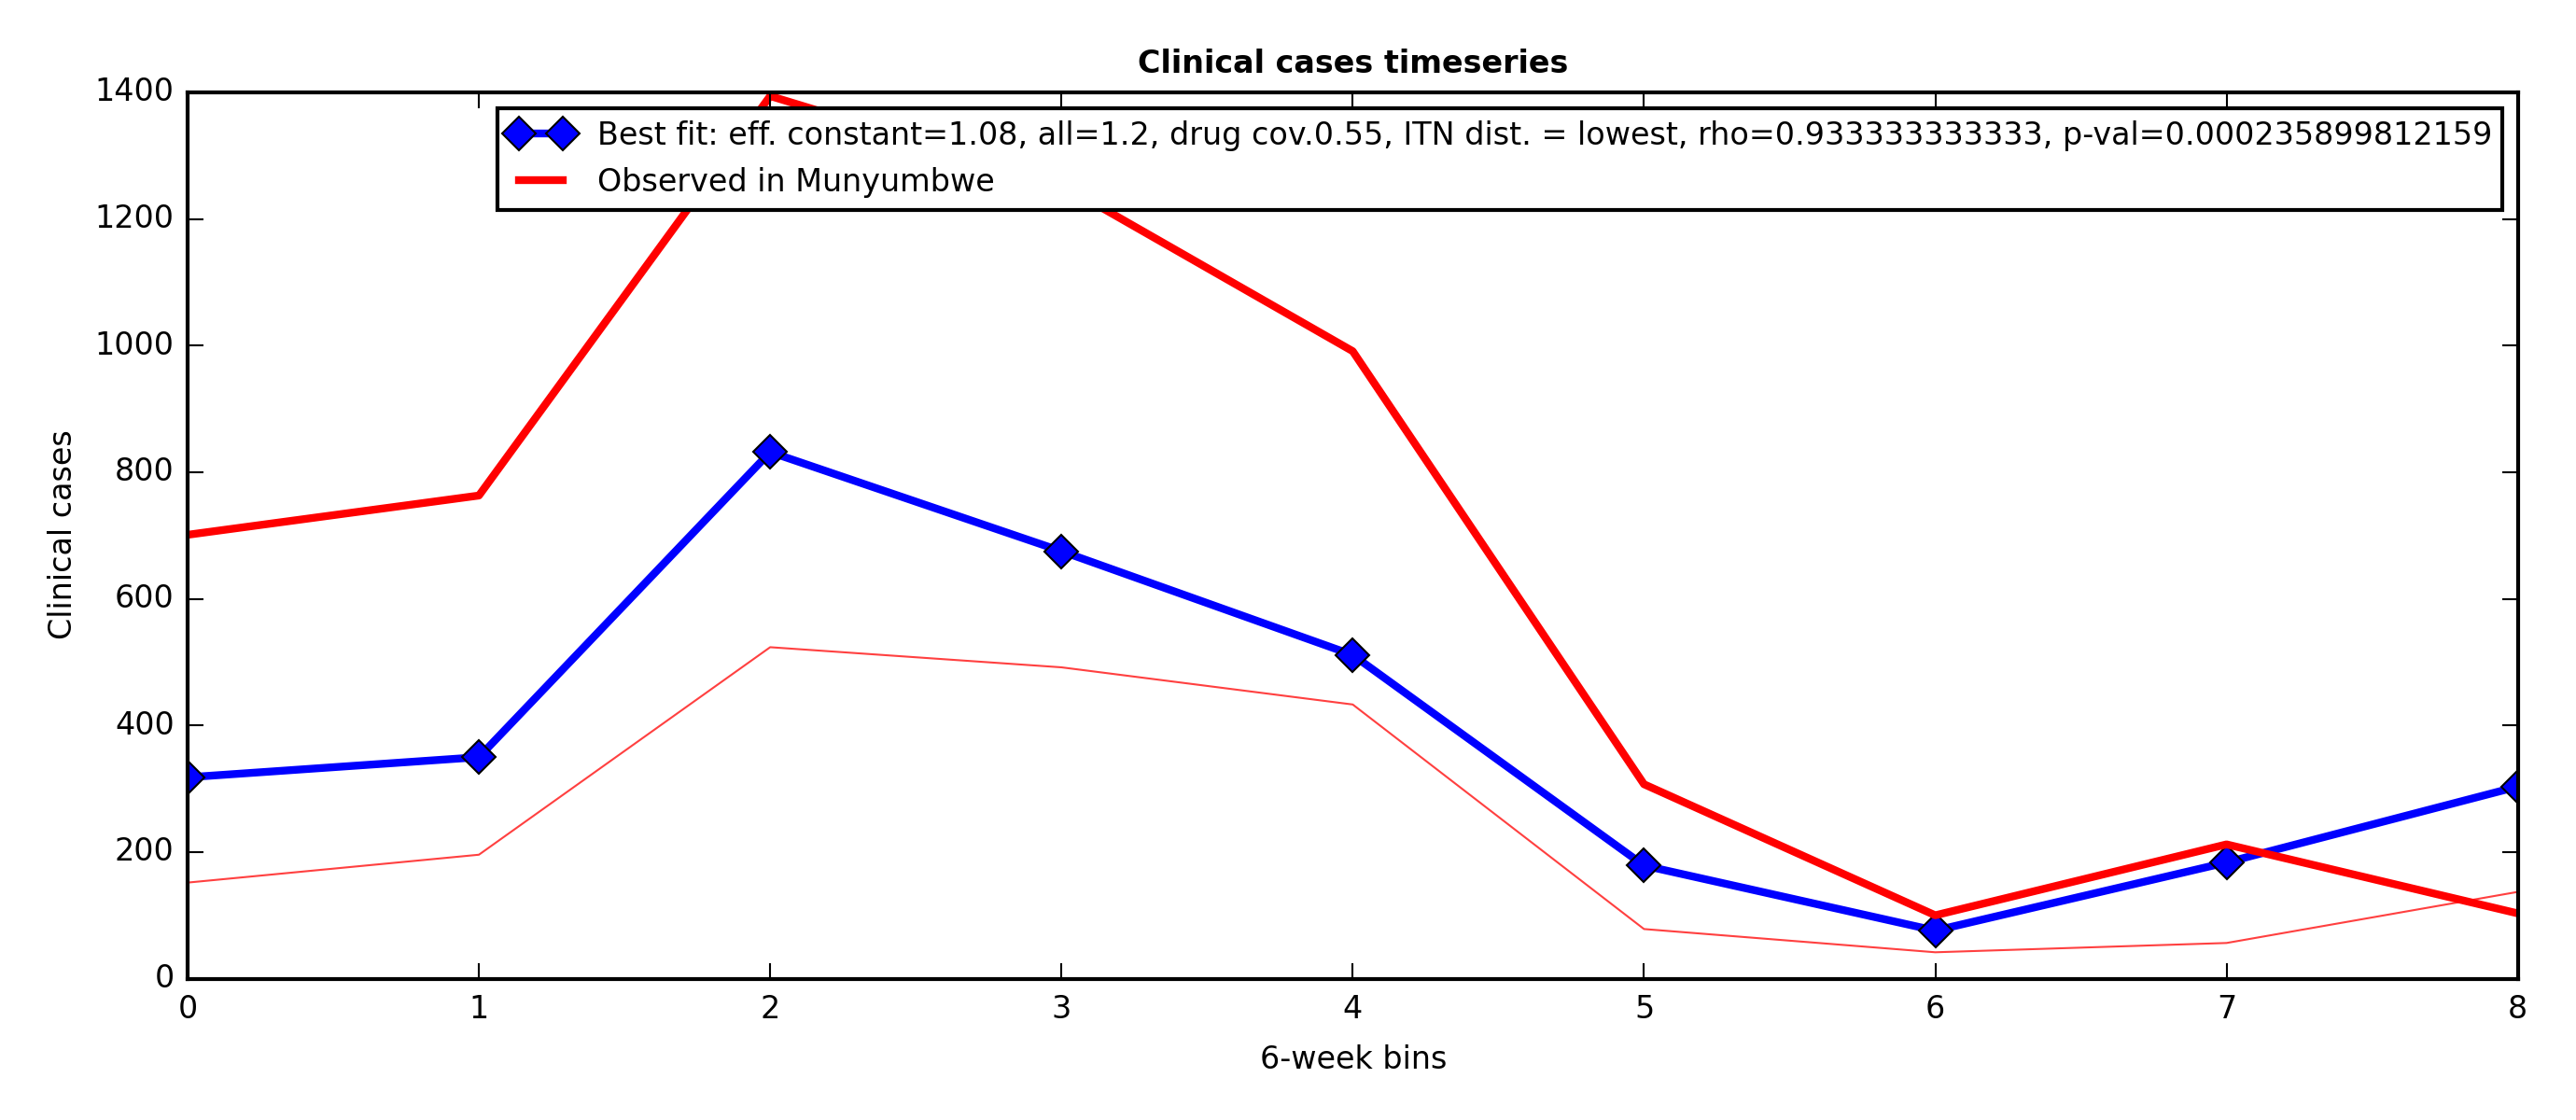 Clinical cases timeseries
Best fit: eff. constant=1.08, all=1.2, drug cov.0.55, ITN dist. = lowest, rho=0.933333333333, p-val=0.000235899812159
Observed in Munyumbwe
Clinical cases
1400
1200
1000
800
600
400
200
0
0 1 2 3 4 5 6 7 8
6-week bins